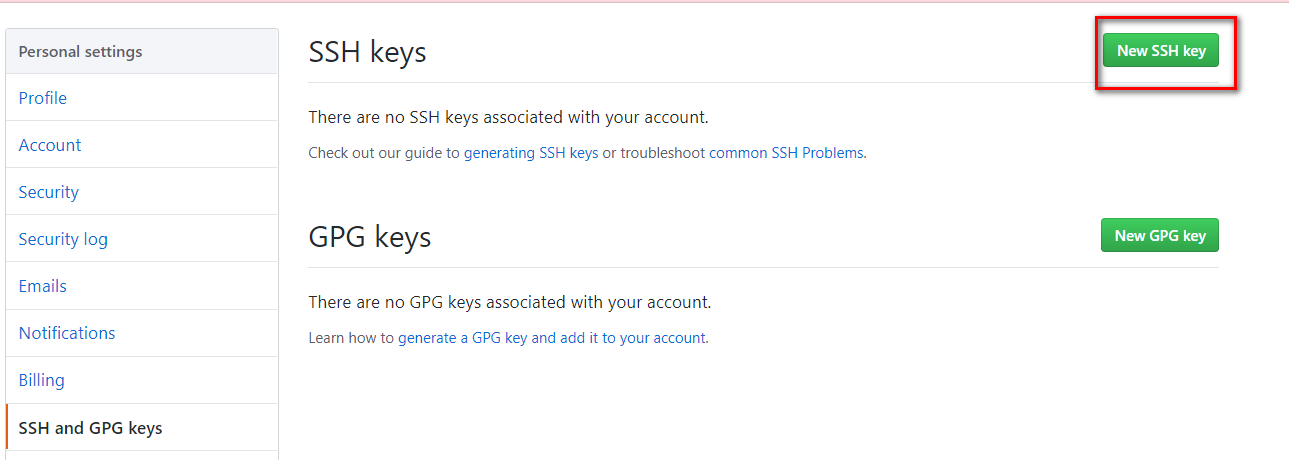 Personal settings
Profile
Account
Security
Security log
Emails
Notifications
Billing
SSH and GPG keys
SSH keys
New SSH key
There are no SSH keys associated with your account.
Check out our guide to generating SSH keys or troubleshoot common SSH Problems.
GPG keys
New GPG key
There are no GPG keys associated with your account.
Learn how to generate a GPG key and add it to your account.